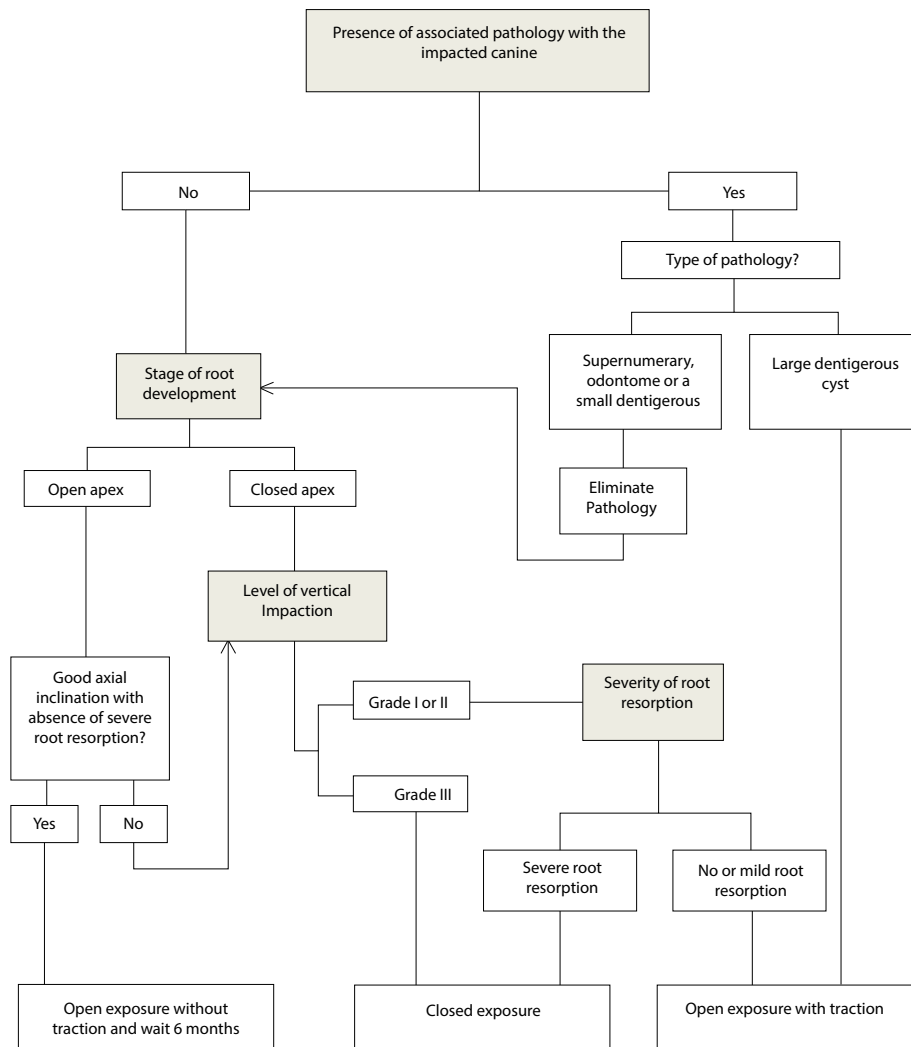 Presence of associated pathology with the
impacted canine
No
Yes
Type of pathology?
Supernumerary,
odontome or a
small dentigerous
Large dentigerous
cyst
Stage of root
development
Eliminate
Pathology
Open apex
Closed apex
Level of vertical
Impaction
Good axial
inclination with
absence of severe
root resorption?
Grade I or II
Severity of root
resorption
Grade III
Yes
No
Severe root
resorption
No or mild root
resorption
Open exposure without
traction and wait 6 months
Closed exposure
Open exposure with traction